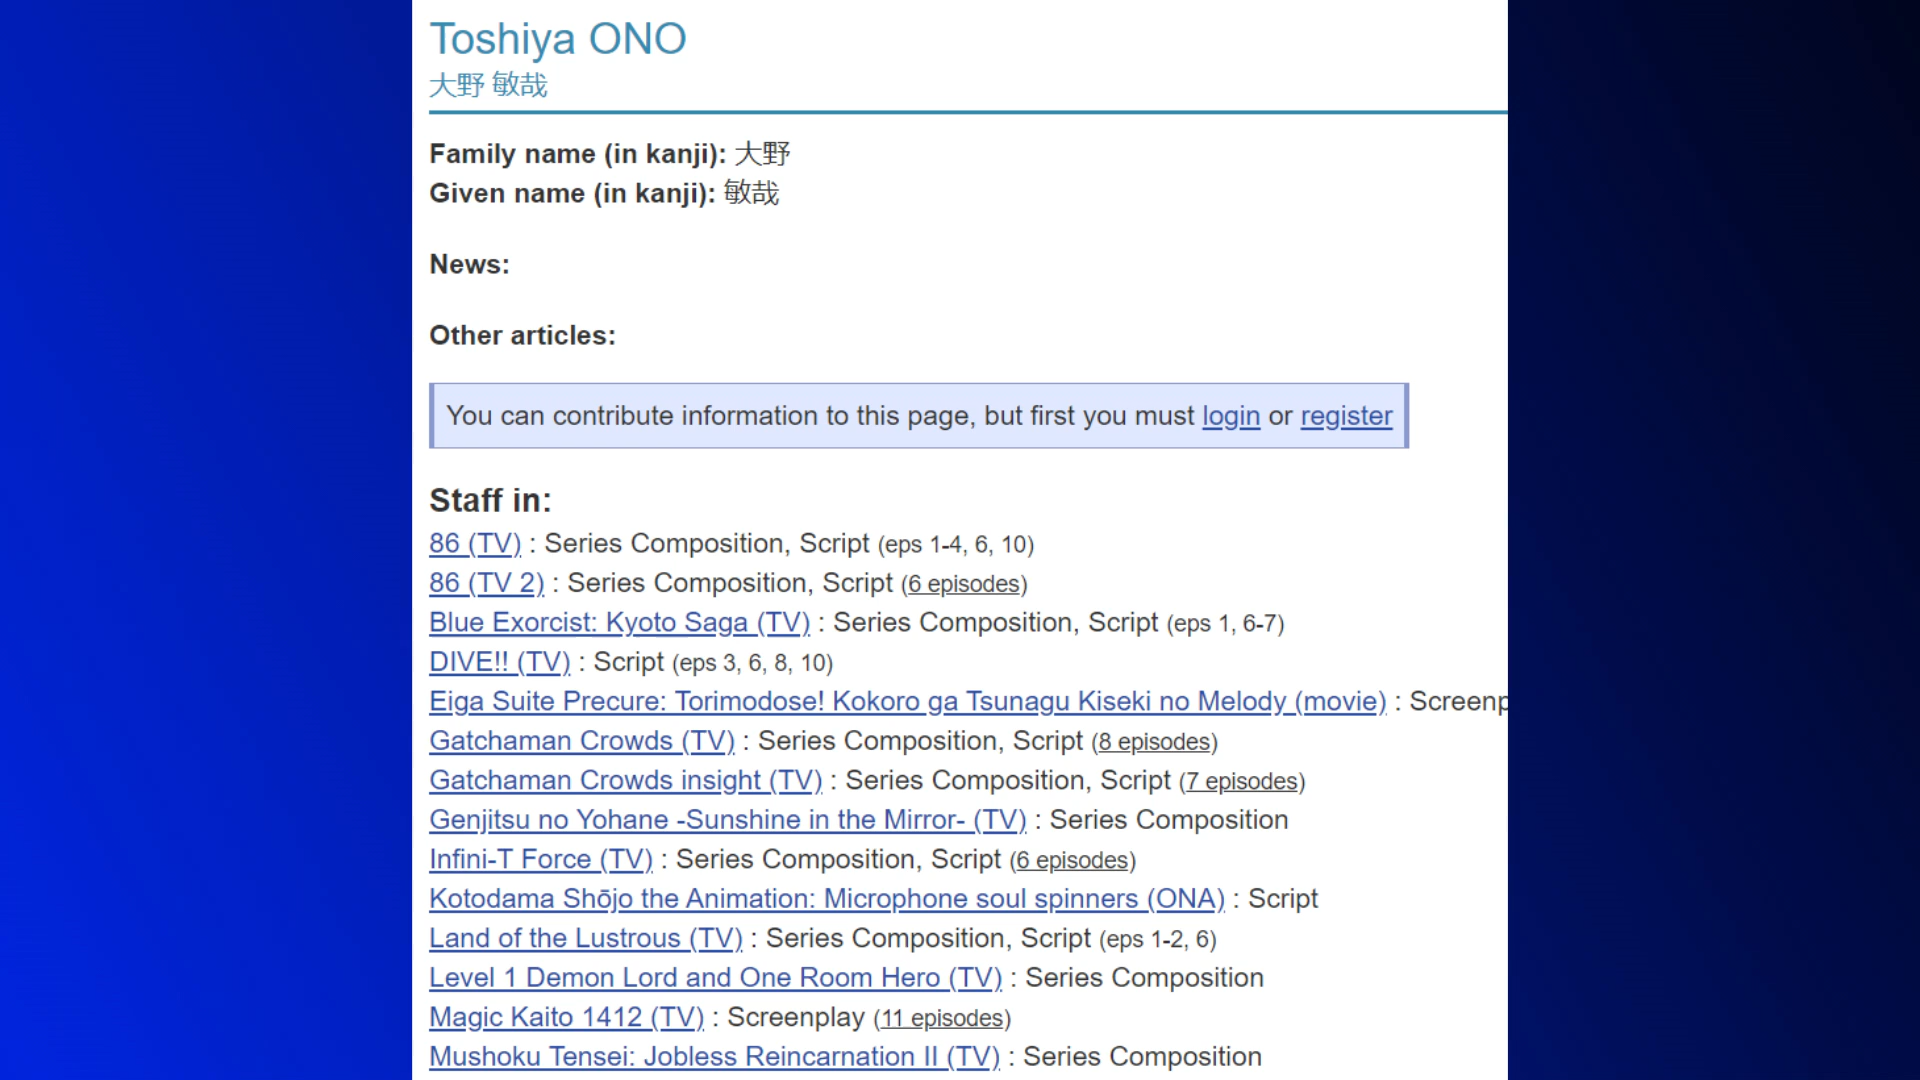 Toshiya ONO
大野 敏哉
Family name (in kanji): 大野
Given name (in kanji): 敏哉
News:
Other articles:
You can contribute information to this page, but first you must login or register
Staff in:
86 (TV) : Series Composition, Script (eps 1-4, 6, 10)
86 (TV 2) : Series Composition, Script (6 episodes)
Blue Exorcist: Kyoto Saga (TV) : Series Composition, Script (eps 1, 6-7)
DIVE!! (TV) : Script (eps 3, 6, 8, 10)
Eiga Suite Precure: Torimodose! Kokoro ga Tsunagu Kiseki no Melody (movie) : Screenp
Gatchaman Crowds (TV) : Series Composition, Script (8 episodes)
Gatchaman Crowds insight (TV) : Series Composition, Script (7 episodes)
Genjitsu no Yohane -Sunshine in the Mirror- (TV) : Series Composition
Infini-T Force (TV) : Series Composition, Script (6 episodes)
Kotodama Shōjo the Animation: Microphone soul spinners (ONA) : Script
Land of the Lustrous (TV) : Series Composition, Script (eps 1-2, 6)
Level 1 Demon Lord and One Room Hero (TV) : Series Composition
Magic Kaito 1412 (TV) : Screenplay (11 episodes)
Mushoku Tensei: Jobless Reincarnation II (TV) : Series Composition